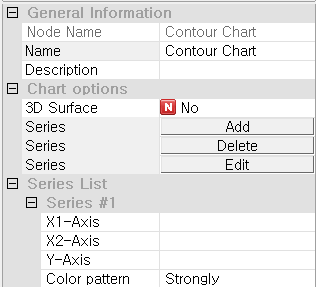 General Information
Node Name Contour Chart
Name Contour Chart
Description
Chart options
3D Surface N No
Series Add
Series Delete
Series Edit
Series List
Series #1
X1-Axis
X2-Axis
Y-Axis
Color pattern Strongly